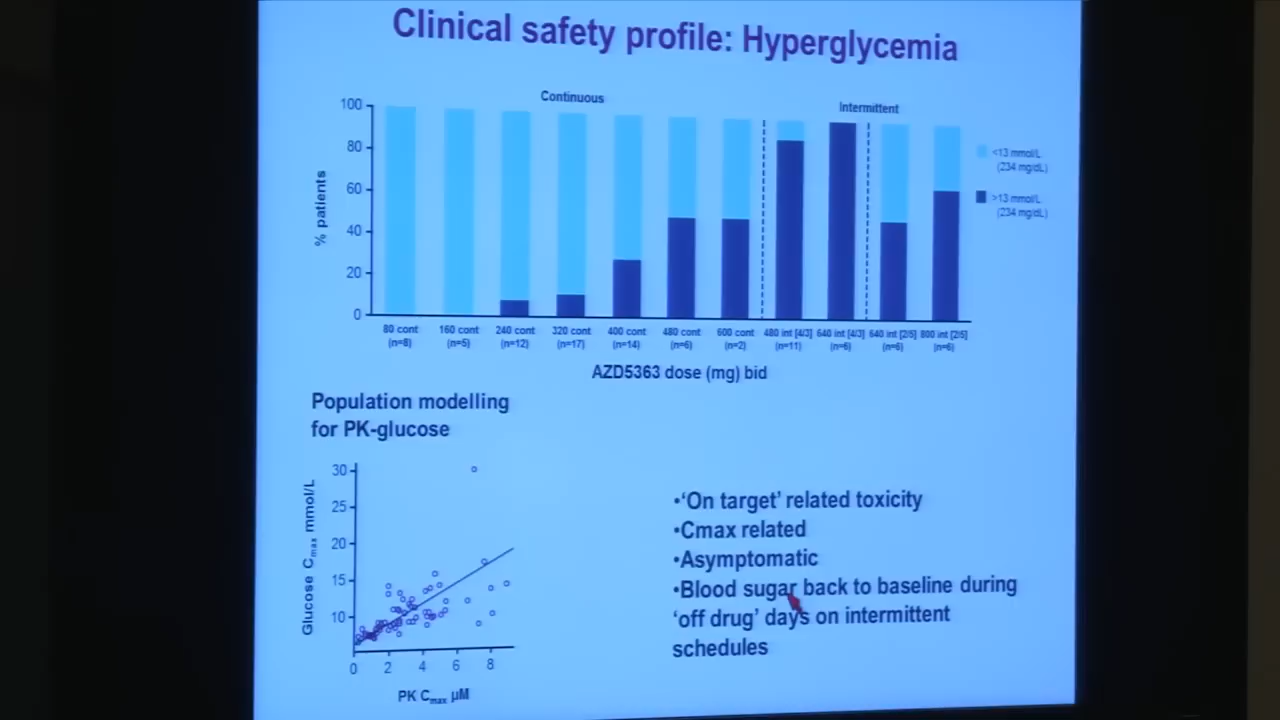 Clinical safety profile: Hyperglycemia
Continuous
Intermittent
100
80
60
40
20
0
% patients
<13 mmol/L
(234 mg/dL)
>13 mmol/L
(234 mg/dL)
80 cont 160 cont 240 cont 320 cont 400 cont 480 cont 600 cont 480 int [4/3] 640 int [4/3] 640 int [2/5] 800 int [2/5]
(n=8) (n=5) (n=12) (n=17) (n=14) (n=6) (n=2) (n=11) (n=6) (n=6) (n=6)
AZD5363 dose (mg) bid
Population modelling
for PK-glucose
30
25
20
15
10
Glucose Cmax mmol/L
0 2 4 6 8
PK Cmax µM
•‘On target’ related toxicity
•Cmax related
•Asymptomatic
•Blood sugar back to baseline during
‘off drug’ days on intermittent
schedules